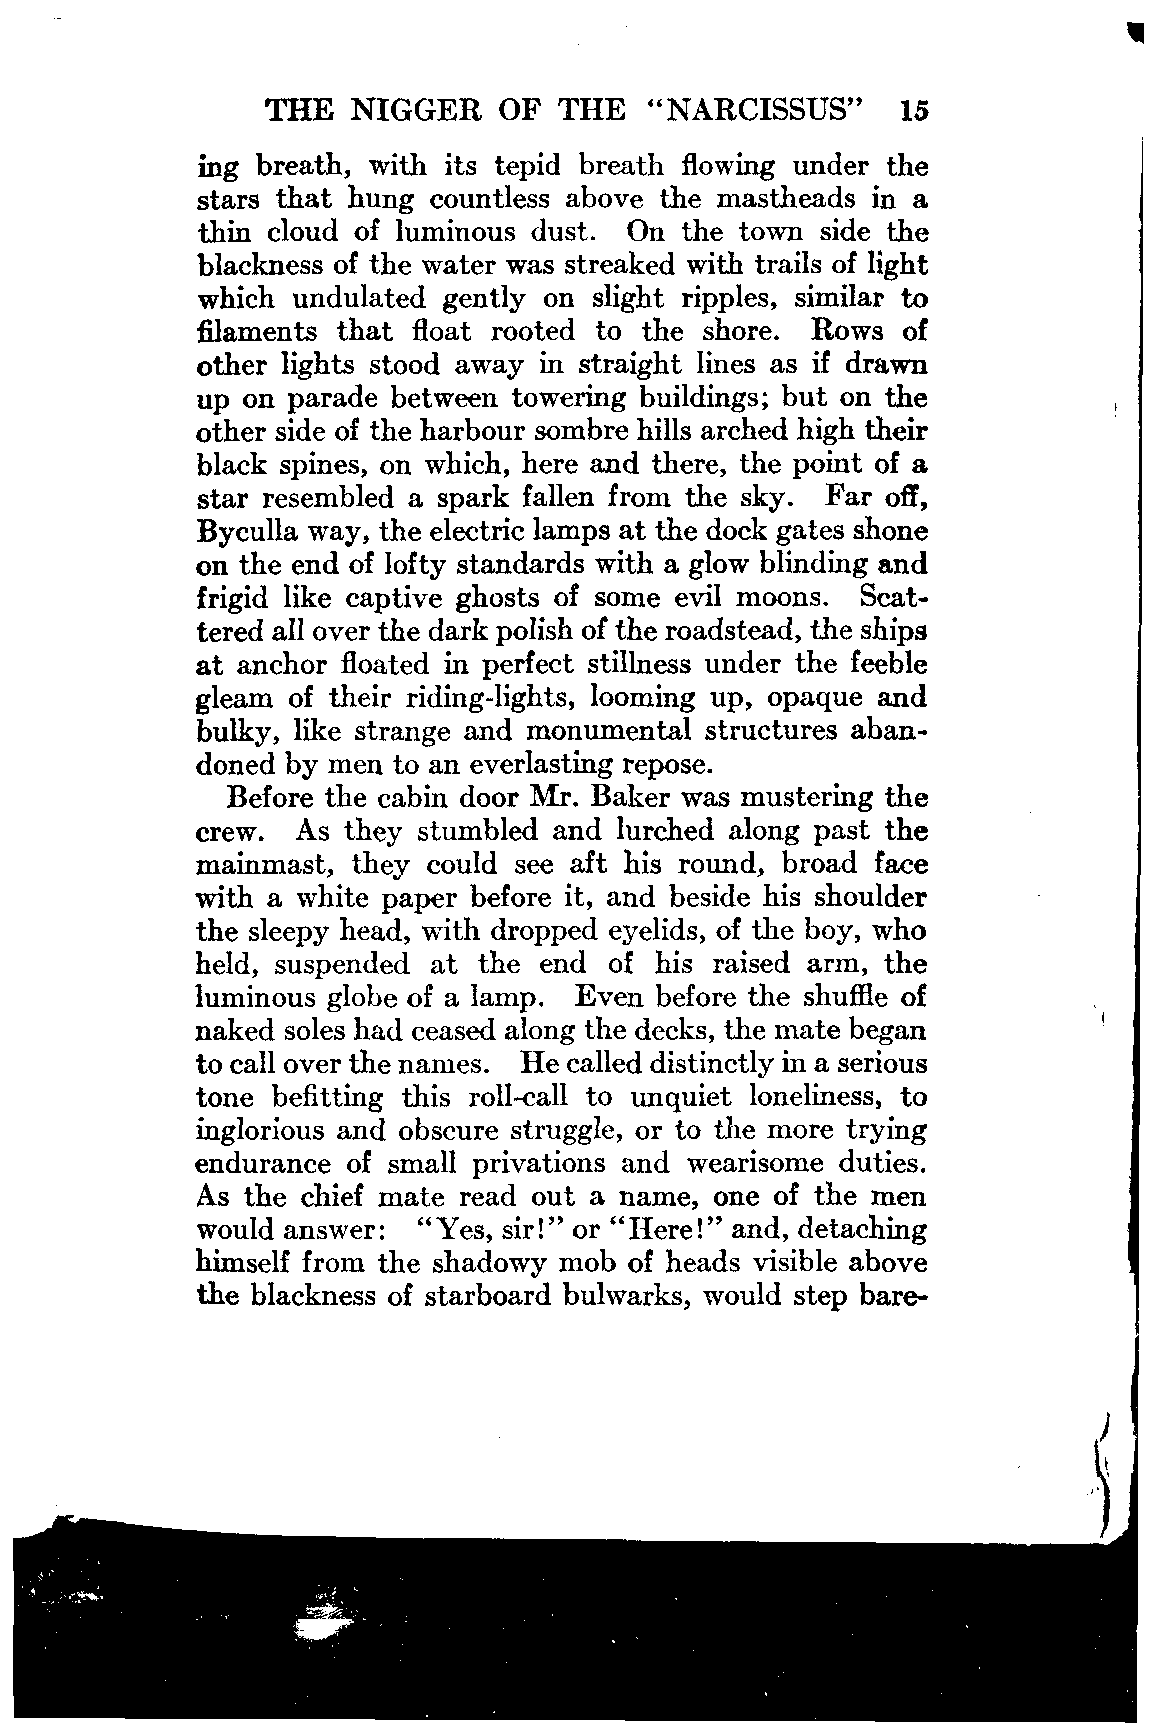 THE NIGGER OF THE “NARCISSUS” 15
ing breath, with its tepid breath flowing under the
stars that hung countless above the mastheads in a
thin cloud of luminous dust. On the town side the
blackness of the water was streaked with trails of light
which undulated gently on slight ripples, similar to
filaments that float rooted to the shore. Rows of
other lights stood away in straight lines as if drawn
up on parade between towering buildings; but on the
other side of the harbour sombre hills arched high their
black spines, on which, here and there, the point of a
star resembled a spark fallen from the sky. Far off,
Byculla way, the electric lamps at the dock gates shone
on the end of lofty standards with a glow blinding and
frigid like captive ghosts of some evil moons. Scat-
tered all over the dark polish of the roadstead, the ships
at anchor floated in perfect stillness under the feeble
gleam of their riding-lights, looming up, opaque and
bulky, like strange and monumental structures aban-
doned by men to an everlasting repose.
Before the cabin door Mr. Baker was mustering the
crew. As they stumbled and lurched along past the
mainmast, they could see aft his round, broad face
with a white paper before it, and beside his shoulder
the sleepy head, with dropped eyelids, of the boy, who
held, suspended at the end of his raised arm, the
luminous globe of a lamp. Even before the shuffle of
naked soles had ceased along the decks, the mate began
to call over the names. He called distinctly in a serious
tone befitting this roll-call to unquiet loneliness, to
inglorious and obscure struggle, or to the more trying
endurance of small privations and wearisome duties.
As the chief mate read out a name, one of the men
would answer: “Yes, sir!” or “Here!” and, detaching
himself from the shadowy mob of heads visible above
the blackness of starboard bulwarks, would step bare-